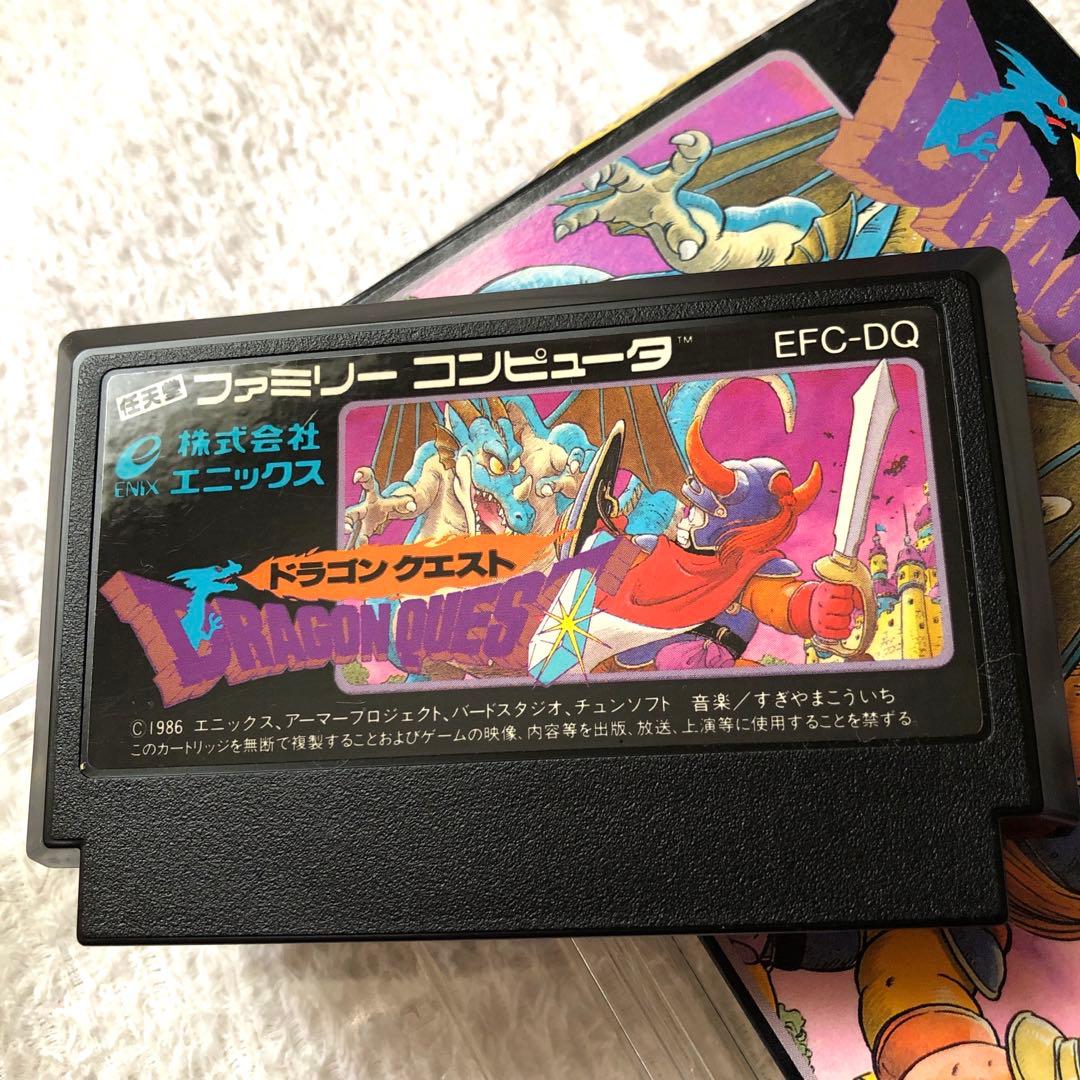 任天堂 ファミリー コンピュータ™
EFC-DQ
株式会社
ENIX エニックス
ドラゴンクエスト
DRAGON QUEST
©1986 エニックス、アーマープロジェクト、バードスタジオ、チュンソフト 音楽／すぎやまこういち
このカートリッジを無断で複製することおよびゲームの映像、内容等を出版、放送、上演等に使用することを禁ずる